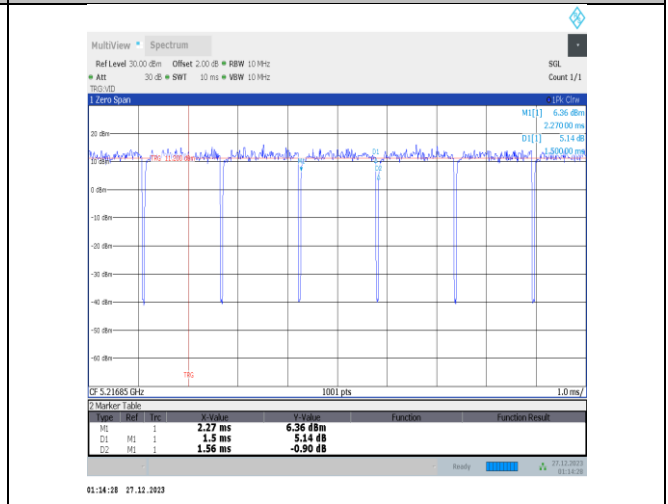 MultiView Spectrum
Ref Level 30.00 dBm Offset 2.00 dB RBW 10 MHz SGL
Att 30 dB SWT 10 ms VBW 10 MHz Count 1/1
TRG:VID
1 Zero Span 1Pk Clrw
M1[1] 6.36 dBm
2.27000 ms
D1[1] 5.14 dB
1.50000 ms
20 dBm
10 dBm
0 dBm
-10 dBm
-20 dBm
-30 dBm
-40 dBm
-50 dBm
-60 dBm
TRG
CF 5.21685 GHz 1001 pts 1.0 ms/
2 Marker Table
Type Ref Trc X-Value Y-Value Function Function Result
M1 1 2.27 ms 6.36 dBm
D1 M1 1 1.5 ms 5.14 dB
D2 M1 1 1.56 ms -0.90 dB
Ready 27.12.2023
01:14:28
01:14:28 27.12.2023